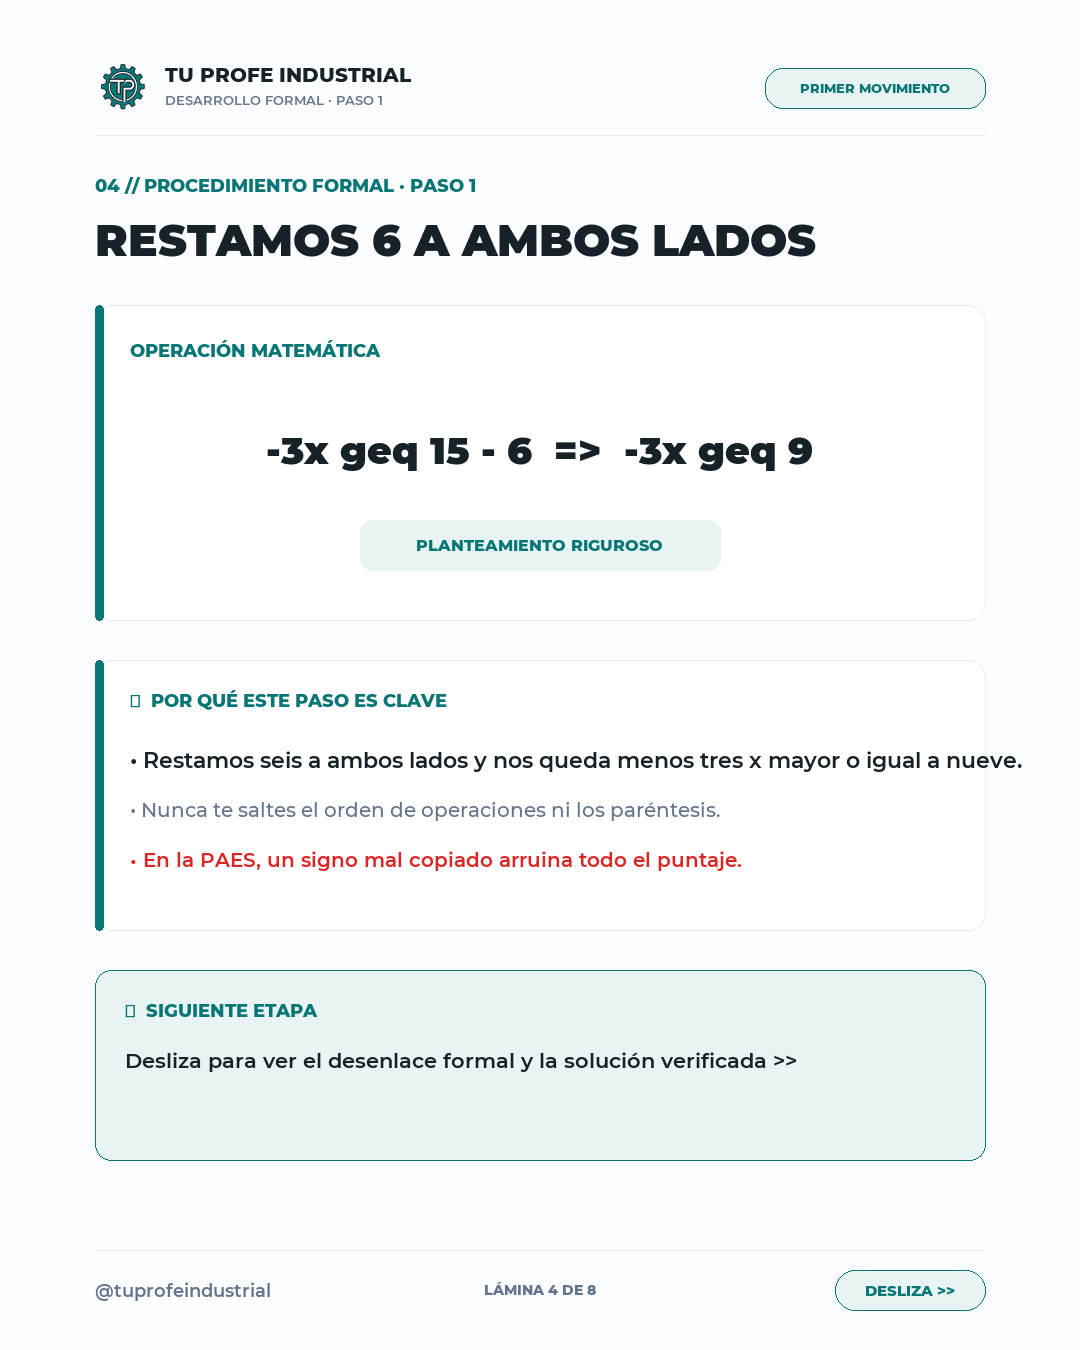 TU PROFE INDUSTRIAL
DESARROLLO FORMAL · PASO 1
PRIMER MOVIMIENTO
04 // PROCEDIMIENTO FORMAL · PASO 1
RESTAMOS 6 A AMBOS LADOS
OPERACIÓN MATEMÁTICA
-3x geq 15 - 6 => -3x geq 9
PLANTEAMIENTO RIGUROSO
POR QUÉ ESTE PASO ES CLAVE
• Restamos seis a ambos lados y nos queda menos tres x mayor o igual a nueve.
• Nunca te saltes el orden de operaciones ni los paréntesis.
• En la PAES, un signo mal copiado arruina todo el puntaje.
SIGUIENTE ETAPA
Desliza para ver el desenlace formal y la solución verificada >>
@tuprofeindustrial
LÁMINA 4 DE 8
DESLIZA >>